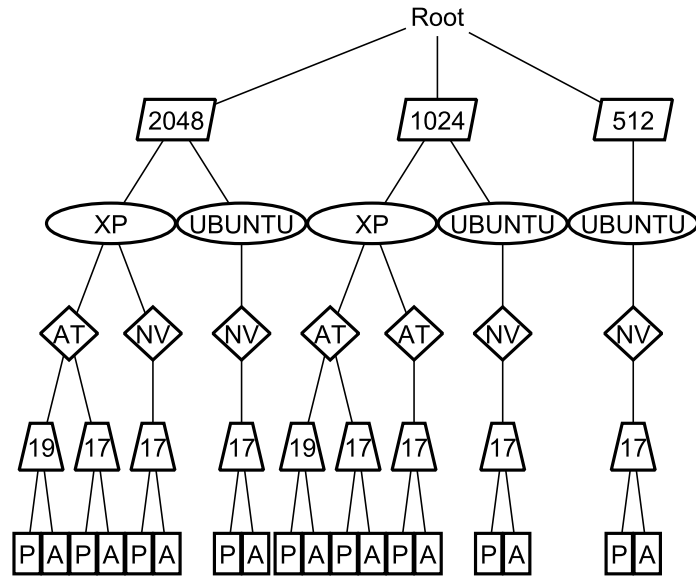 Root
2048 1024 512
XP UBUNTU XP UBUNTU UBUNTU
AT NV NV AT AT NV NV
19 17 17 17 19 17 17 17 17
P A P A P A P A P A P A P A P A P A